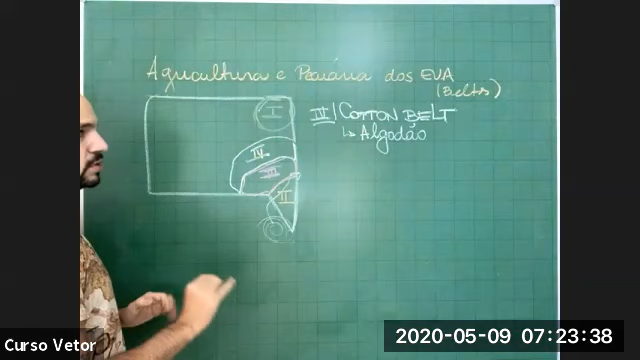 Agricultura e Pecuária dos EUA
(Belts)
I
III) COTTON BELT
↳ Algodão
IV
III
II
Curso Vetor
2020-05-09 07:23:38